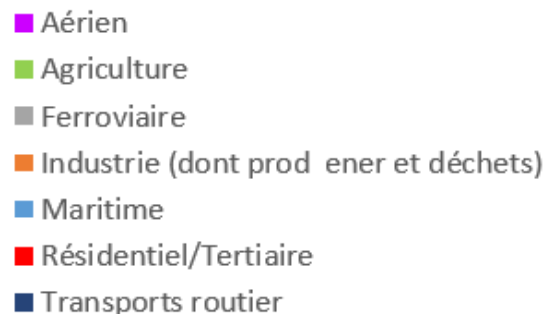 Aérien
Agriculture
Ferroviaire
Industrie (dont prod ener et déchets)
Maritime
Résidentiel/Tertiaire
Transports routier